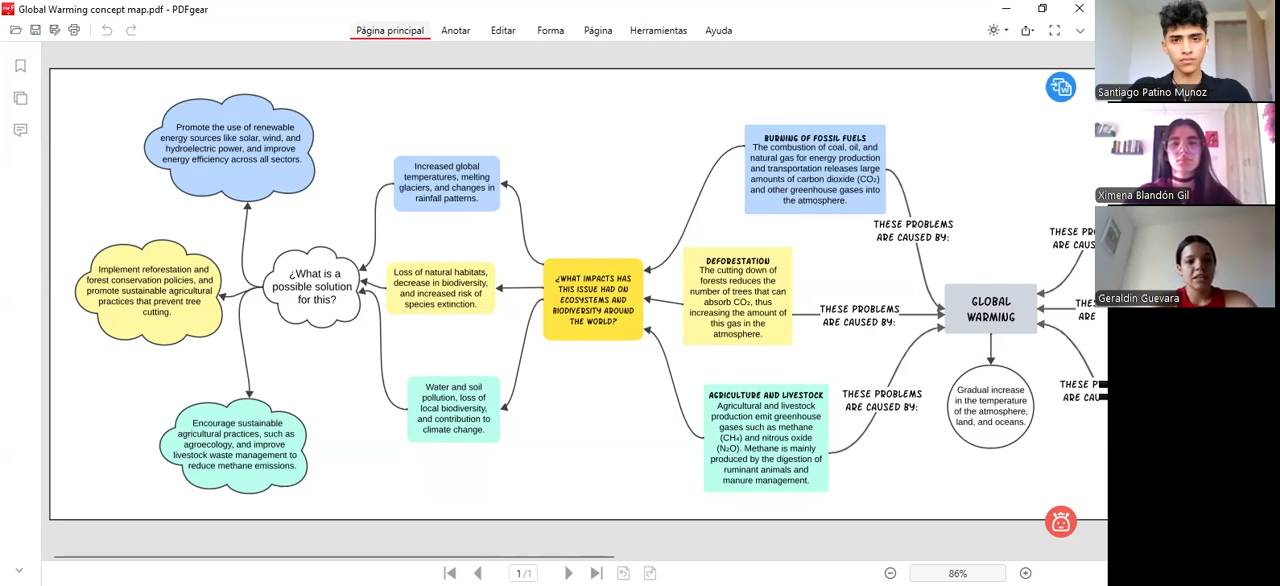 Global Warming concept map.pdf - PDFgear
Página principal
Anotar
Editar
Forma
Página
Herramientas
Ayuda
Promote the use of renewable
energy sources like solar, wind, and
hydroelectric power, and improve
energy efficiency across all sectors.
Implement reforestation and
forest conservation policies, and
promote sustainable agricultural
practices that prevent tree
cutting.
Encourage sustainable
agricultural practices, such as
agroecology, and improve
livestock waste management to
reduce methane emissions.
¿What is a
possible solution
for this?
Increased global
temperatures, melting
glaciers, and changes in
rainfall patterns.
Loss of natural habitats,
decrease in biodiversity,
and increased risk of
species extinction.
Water and soil
pollution, loss of
local biodiversity,
and contribution to
climate change.
¿WHAT IMPACTS HAS
THIS ISSUE HAD ON
ECOSYSTEMS AND
BIODIVERSITY AROUND
THE WORLD?
BURNING OF FOSSIL FUELS
The combustion of coal, oil, and
natural gas for energy production
and transportation releases large
amounts of carbon dioxide (CO₂)
and other greenhouse gases into
the atmosphere.
DEFORESTATION
The cutting down of
forests reduces the
number of trees that can
absorb CO₂, thus
increasing the amount of
this gas in the
atmosphere.
AGRICULTURE AND LIVESTOCK
Agricultural and livestock
production emit greenhouse
gases such as methane
(CH₄) and nitrous oxide
(N₂O). Methane is mainly
produced by the digestion of
ruminant animals and
manure management.
THESE PROBLEMS
ARE CAUSED BY:
THESE PROBLEMS
ARE CAUSED BY:
THESE PROBLEMS
ARE CAUSED BY:
GLOBAL
WARMING
Gradual increase
in the temperature
of the atmosphere,
land, and oceans.
THESE PR
ARE CAUS
THES
ARE
THESE P
ARE CAU
Santiago Patino Munoz
Ximena Blandón Gil
Geraldin Guevara
1/1
86%